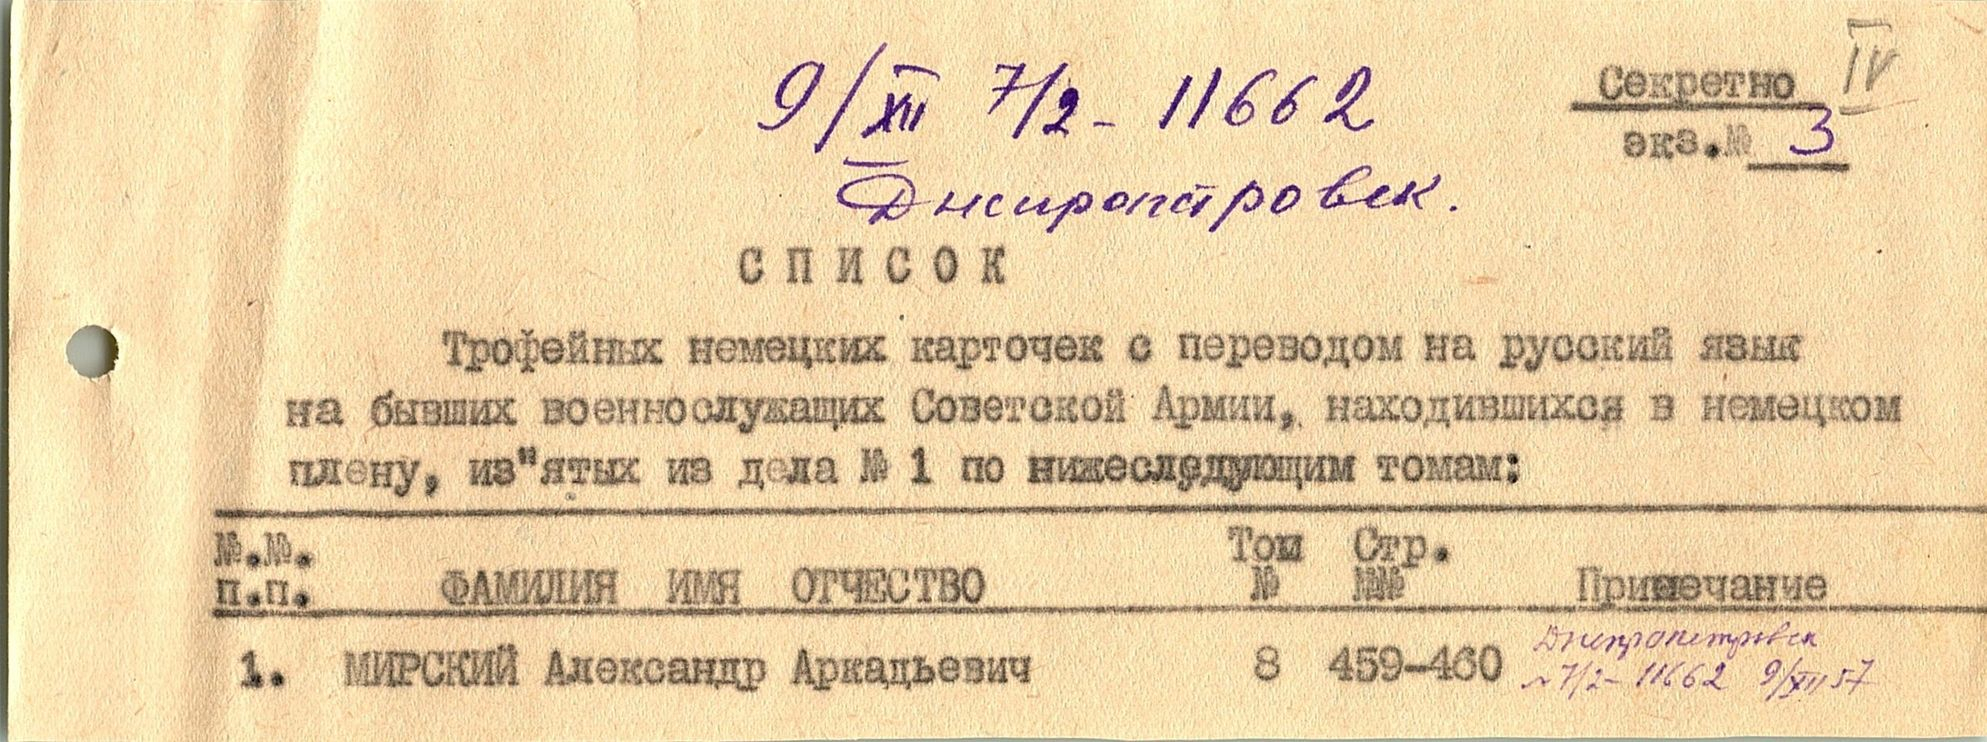 IV
9/XII 7/2- 11662
Секретно
экз.№ 3
Днепропетровск.
СПИСОК
Трофейных немецких карточек с переводом на русский язык
на бывших военнослужащих Советской Армии, находившихся в немецком
плену, из"ятых из дела № 1 по нижеследующим томам:
№.№. Том Стр.
п.п. ФАМИЛИЯ ИМЯ ОТЧЕСТВО № №№ Примечание
1. МИРСКИЙ Александр Аркадьевич 8 459-460 Днепропетровск
7/2- 11662 9/XII 57